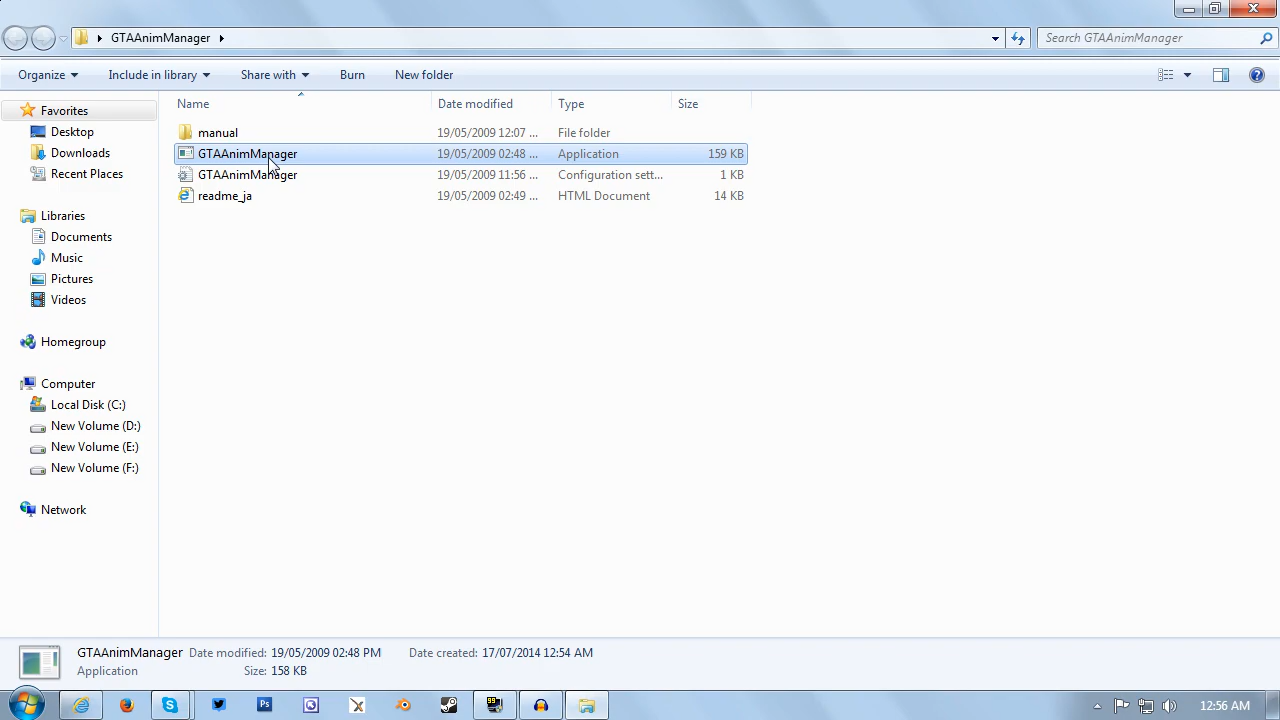 GTAAnimManager
Search GTAAnimManager
Organize Include in library Share with Burn New folder
Name Date modified Type Size
Favorites
Desktop
Downloads
Recent Places
Libraries
Documents
Music
Pictures
Videos
Homegroup
Computer
Local Disk (C:)
New Volume (D:)
New Volume (E:)
New Volume (F:)
Network
manual 19/05/2009 12:07 ... File folder
GTAAnimManager 19/05/2009 02:48 ... Application 159 KB
GTAAnimManager 19/05/2009 11:56 ... Configuration sett... 1 KB
readme_ja 19/05/2009 02:49 ... HTML Document 14 KB
GTAAnimManager Date modified: 19/05/2009 02:48 PM Date created: 17/07/2014 12:54 AM
Application Size: 158 KB
Ps
12:56 AM